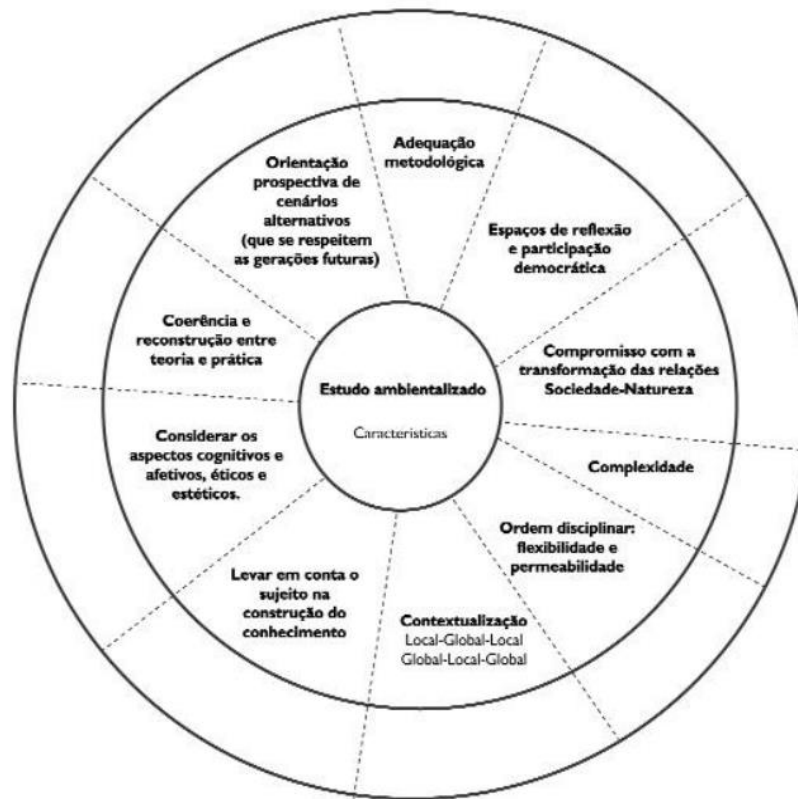 Adequação
metodológica
Espaços de reflexão
e participação
democrática
Compromisso com a
transformação das relações
Sociedade-Natureza
Complexidade
Ordem disciplinar:
flexibilidade e
permeabilidade
Contextualização
Local-Global-Local
Global-Local-Global
Levar em conta o
sujeito na
construção do
conhecimento
Considerar os
aspectos cognitivos e
afetivos, éticos e
estéticos.
Coerência e
reconstrução entre
teoria e prática
Orientação
prospectiva de
cenários
alternativos
(que se respeitem
as gerações futuras)
Estudo ambientalizado
Características